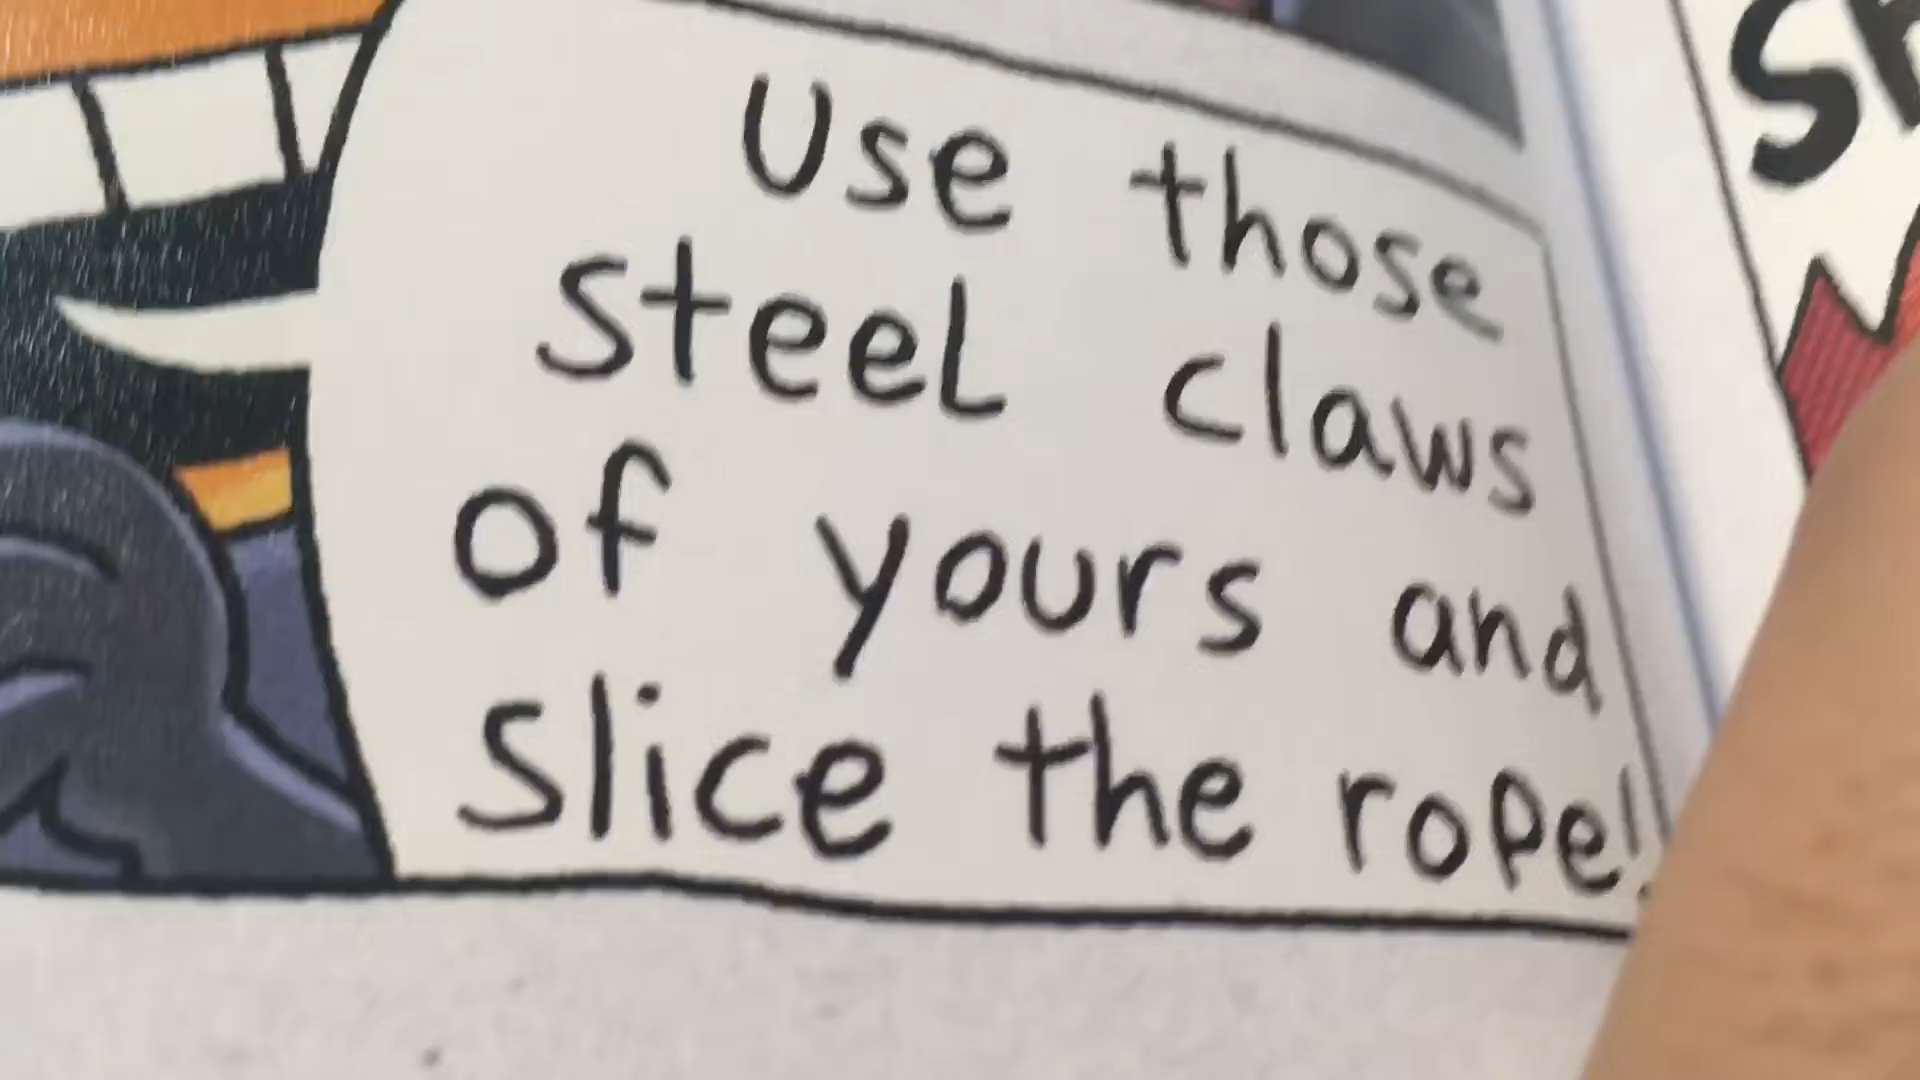 Use those
steel claws
of yours and
slice the rope!